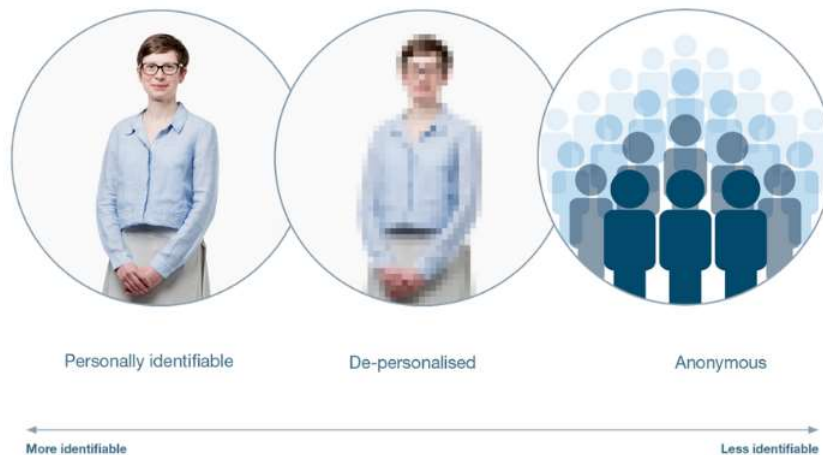 Personally identifiable
De-personalised
Anonymous
More identifiable
Less identifiable